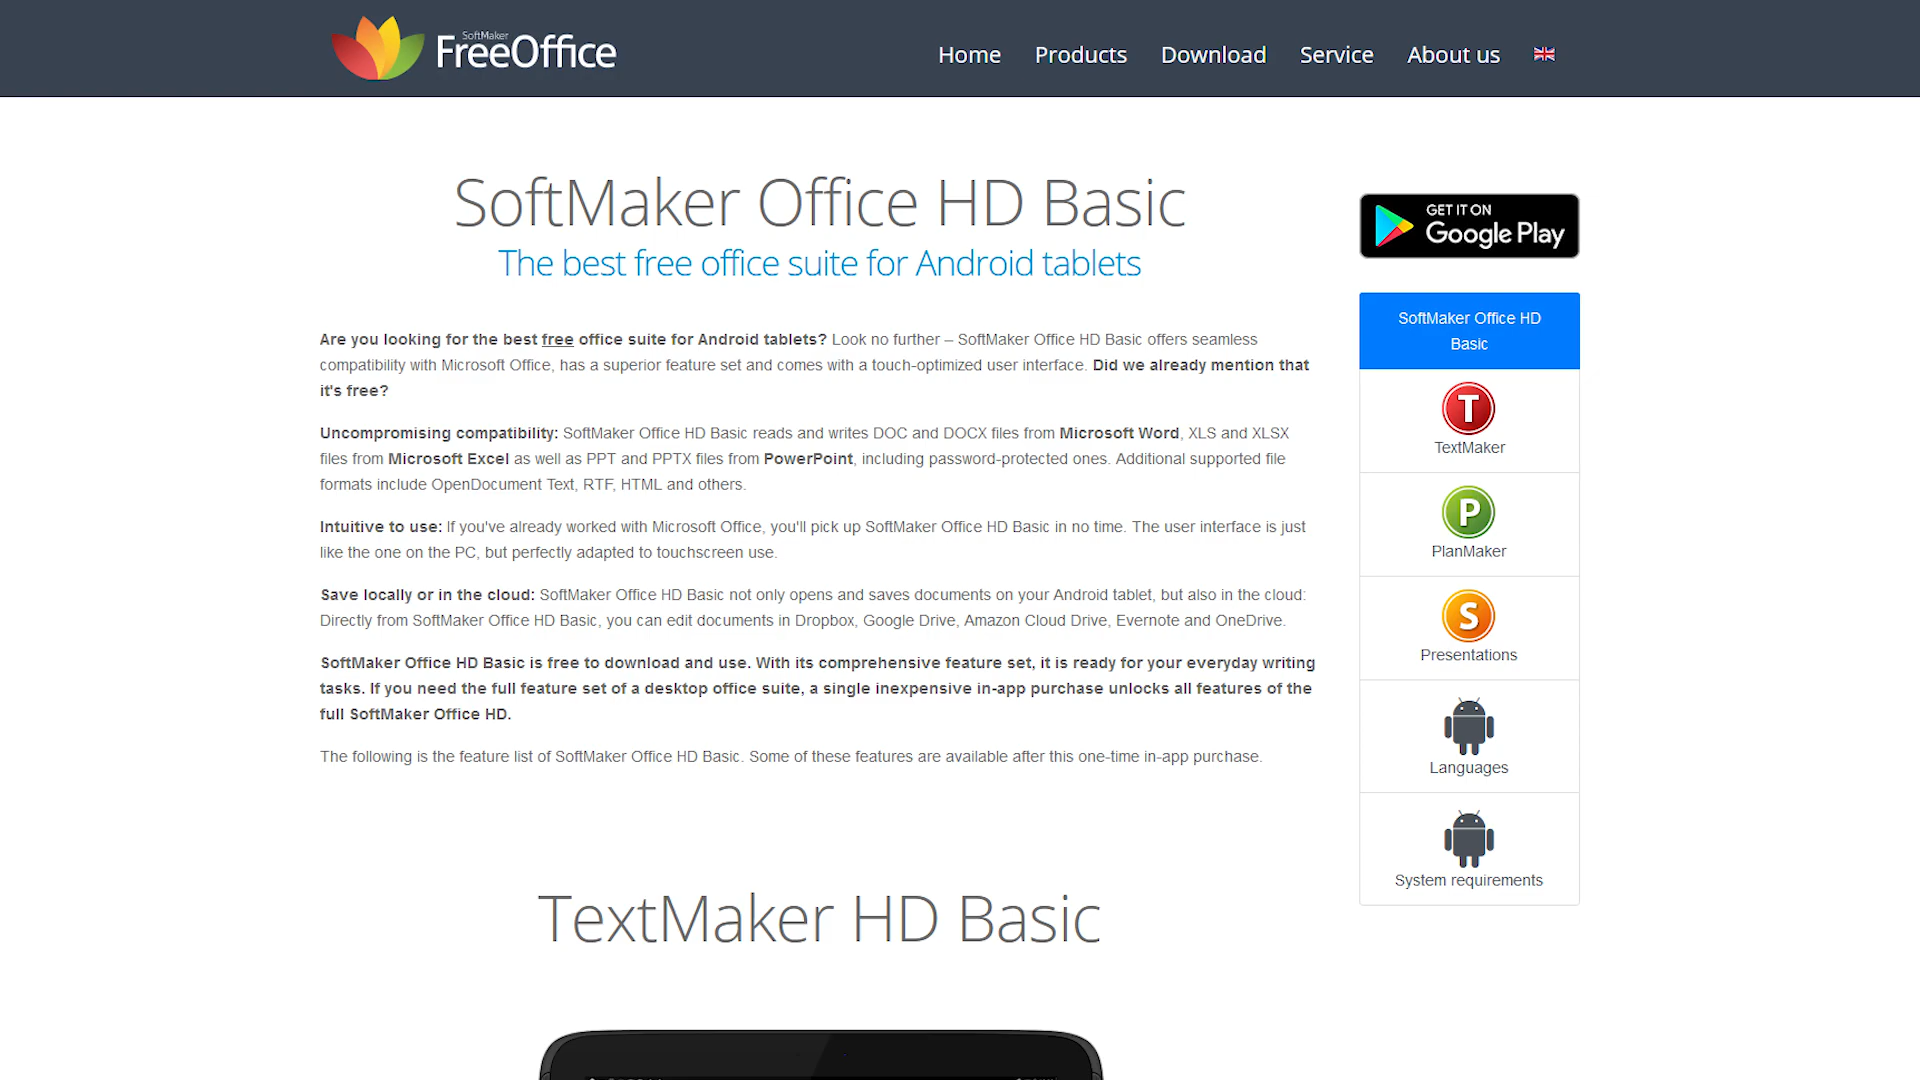 SoftMaker
FreeOffice
Home
Products
Download
Service
About us
SoftMaker Office HD Basic
The best free office suite for Android tablets
Are you looking for the best free office suite for Android tablets? Look no further – SoftMaker Office HD Basic offers seamless
compatibility with Microsoft Office, has a superior feature set and comes with a touch-optimized user interface. Did we already mention that
it's free?
Uncompromising compatibility: SoftMaker Office HD Basic reads and writes DOC and DOCX files from Microsoft Word, XLS and XLSX
files from Microsoft Excel as well as PPT and PPTX files from PowerPoint, including password-protected ones. Additional supported file
formats include OpenDocument Text, RTF, HTML and others.
Intuitive to use: If you've already worked with Microsoft Office, you'll pick up SoftMaker Office HD Basic in no time. The user interface is just
like the one on the PC, but perfectly adapted to touchscreen use.
Save locally or in the cloud: SoftMaker Office HD Basic not only opens and saves documents on your Android tablet, but also in the cloud:
Directly from SoftMaker Office HD Basic, you can edit documents in Dropbox, Google Drive, Amazon Cloud Drive, Evernote and OneDrive.
SoftMaker Office HD Basic is free to download and use. With its comprehensive feature set, it is ready for your everyday writing
tasks. If you need the full feature set of a desktop office suite, a single inexpensive in-app purchase unlocks all features of the
full SoftMaker Office HD.
The following is the feature list of SoftMaker Office HD Basic. Some of these features are available after this one-time in-app purchase.
TextMaker HD Basic
GET IT ON
Google Play
SoftMaker Office HD
Basic
T
TextMaker
P
PlanMaker
S
Presentations
Languages
System requirements